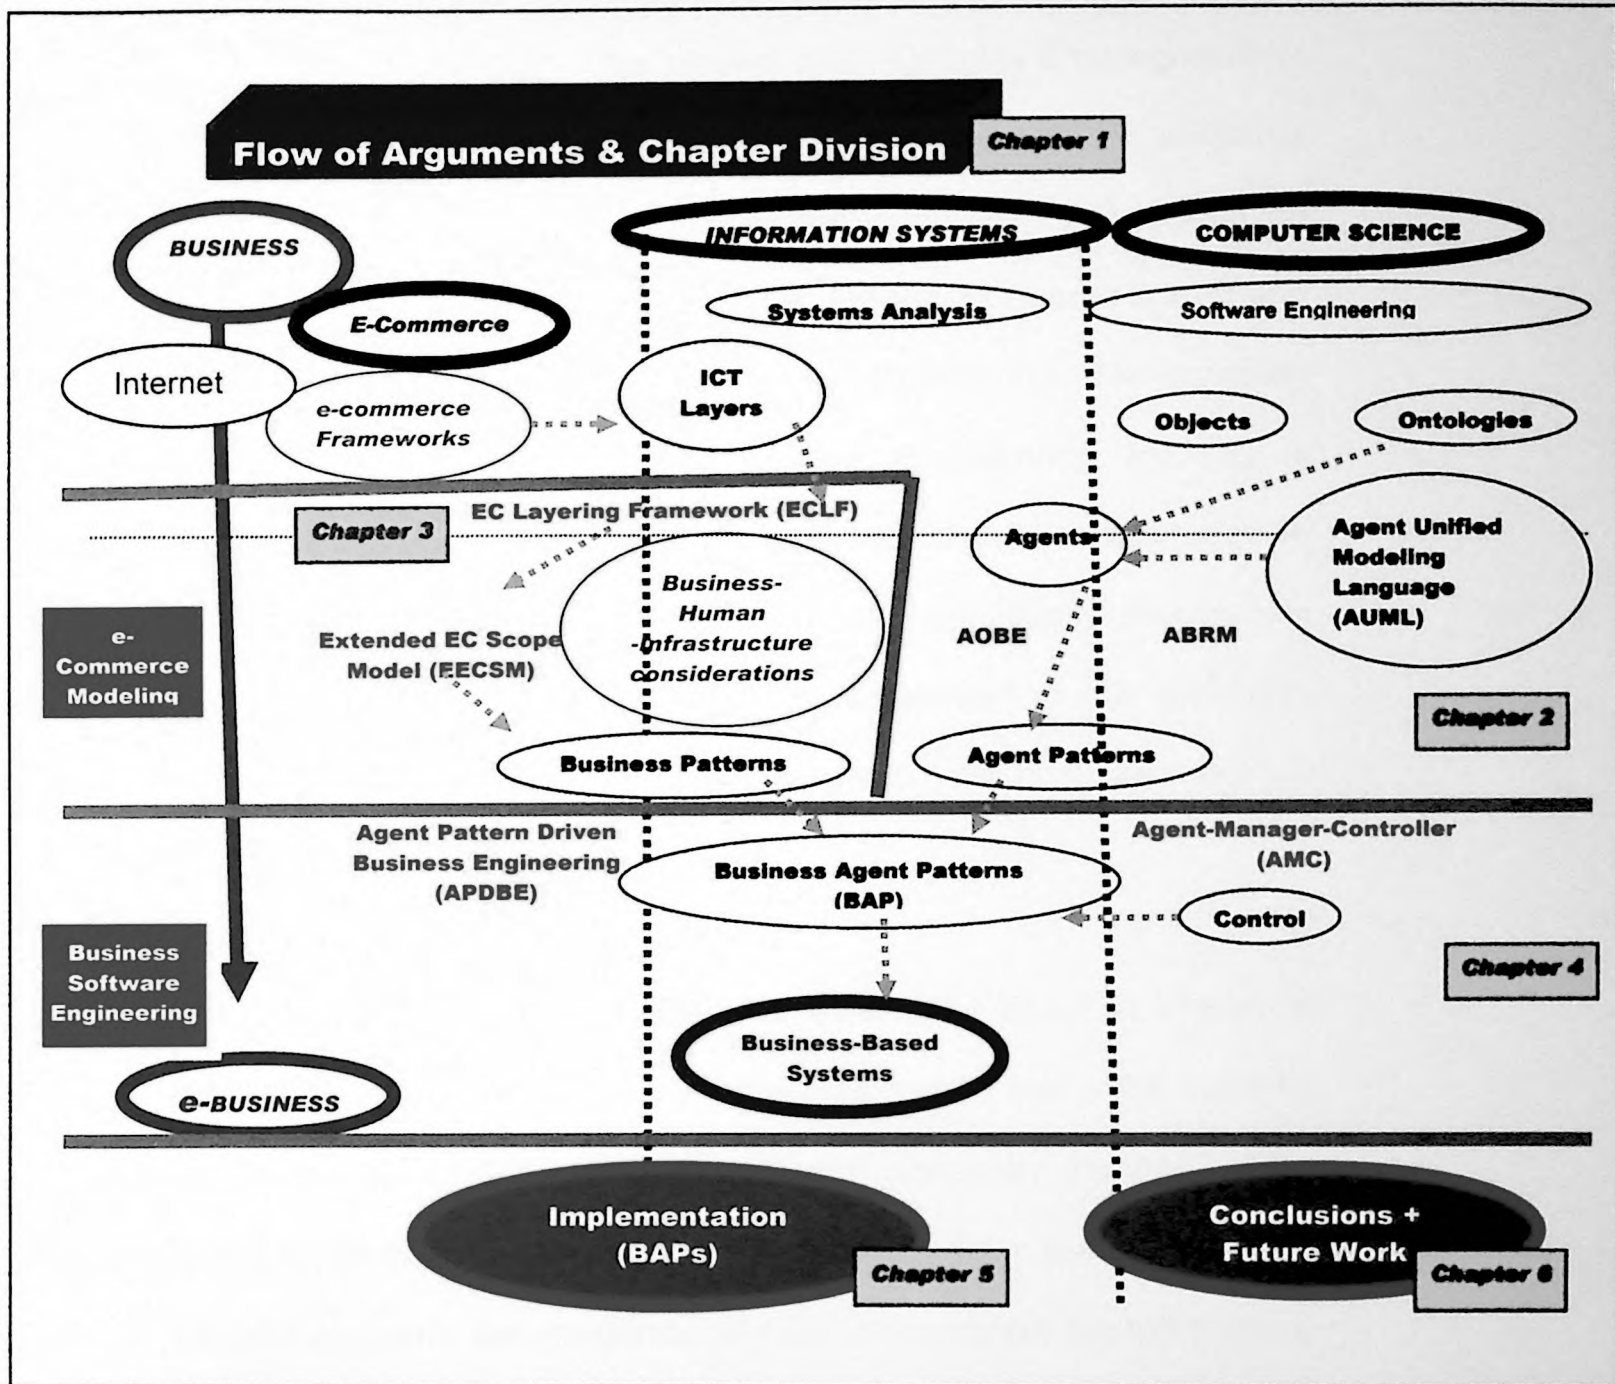 Flow of Arguments & Chapter Division
Chapter 1
BUSINESS
INFORMATION SYSTEMS
COMPUTER SCIENCE
E-Commerce
Systems Analysis
Software Engineering
Internet
e-commerce
Frameworks
ICT
Layers
Objects
Ontologies
EC Layering Framework (ECLF)
Chapter 3
Agents
Agent Unified
Modeling
Language
(AUML)
Business-
Human
-Infrastructure
considerations
e-
Commerce
Modeling
Extended EC Scope
Model (EECSM)
AOBE
ABRM
Chapter 2
Business Patterns
Agent Patterns
Agent Pattern Driven
Business Engineering
(APDBE)
Agent-Manager-Controller
(AMC)
Business Agent Patterns
(BAP)
Control
Business
Software
Engineering
Chapter 4
Business-Based
Systems
e-BUSINESS
Implementation
(BAPs)
Chapter 5
Conclusions +
Future Work
Chapter 6